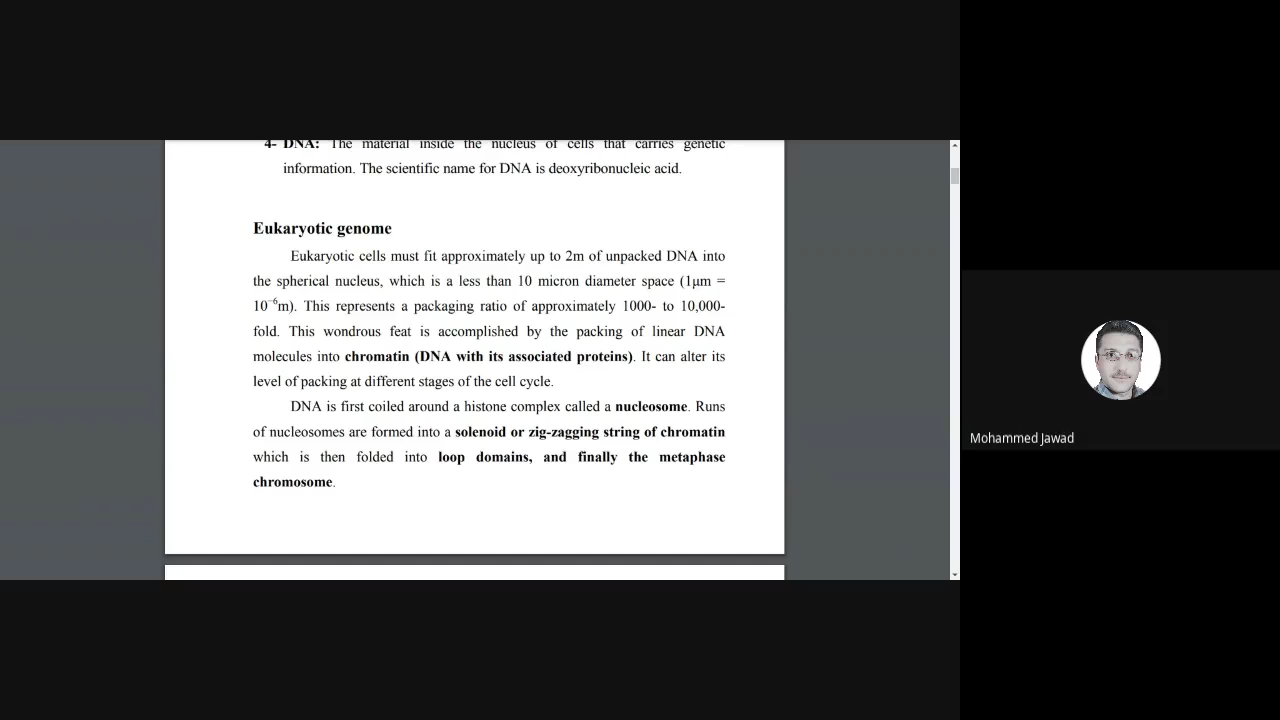 4- DNA: The material inside the nucleus of cells that carries genetic
information. The scientific name for DNA is deoxyribonucleic acid.
Eukaryotic genome
Eukaryotic cells must fit approximately up to 2m of unpacked DNA into
the spherical nucleus, which is a less than 10 micron diameter space (1μm =
10⁻⁶m). This represents a packaging ratio of approximately 1000- to 10,000-
fold. This wondrous feat is accomplished by the packing of linear DNA
molecules into chromatin (DNA with its associated proteins). It can alter its
level of packing at different stages of the cell cycle.
DNA is first coiled around a histone complex called a nucleosome. Runs
of nucleosomes are formed into a solenoid or zig-zagging string of chromatin
which is then folded into loop domains, and finally the metaphase
chromosome.
Mohammed Jawad